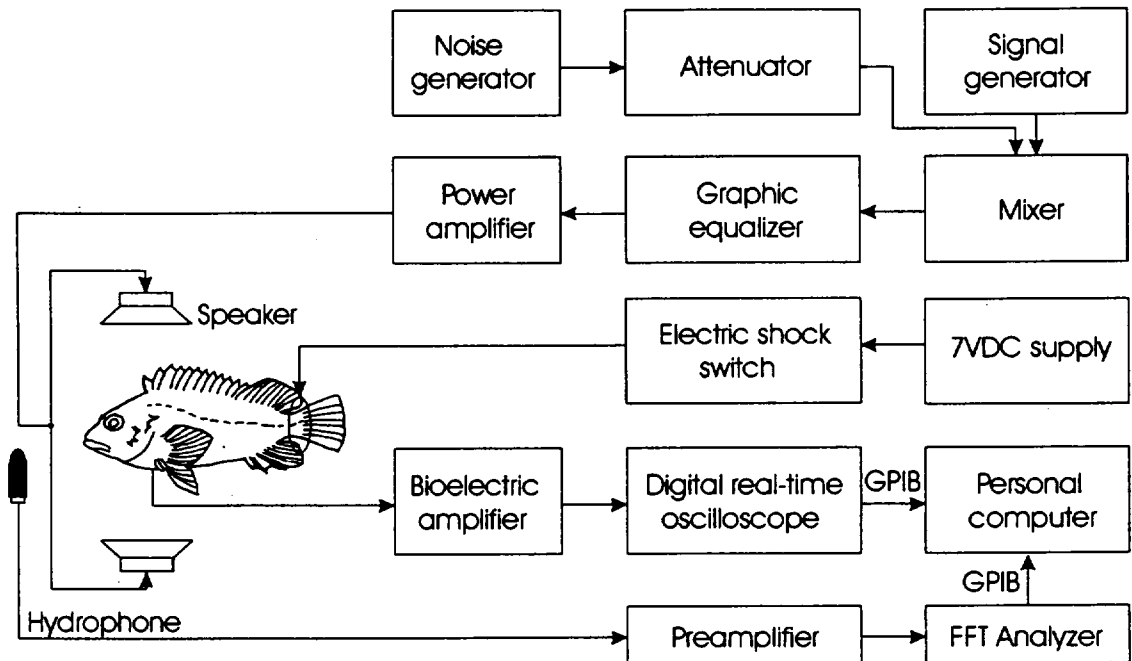 Noise
generator
Attenuator
Signal
generator
Power
amplifier
Graphic
equalizer
Mixer
Speaker
Electric shock
switch
7VDC supply
Bioelectric
amplifier
Digital real-time
oscilloscope
GPIB
Personal
computer
GPIB
Hydrophone
Preamplifier
FFT Analyzer